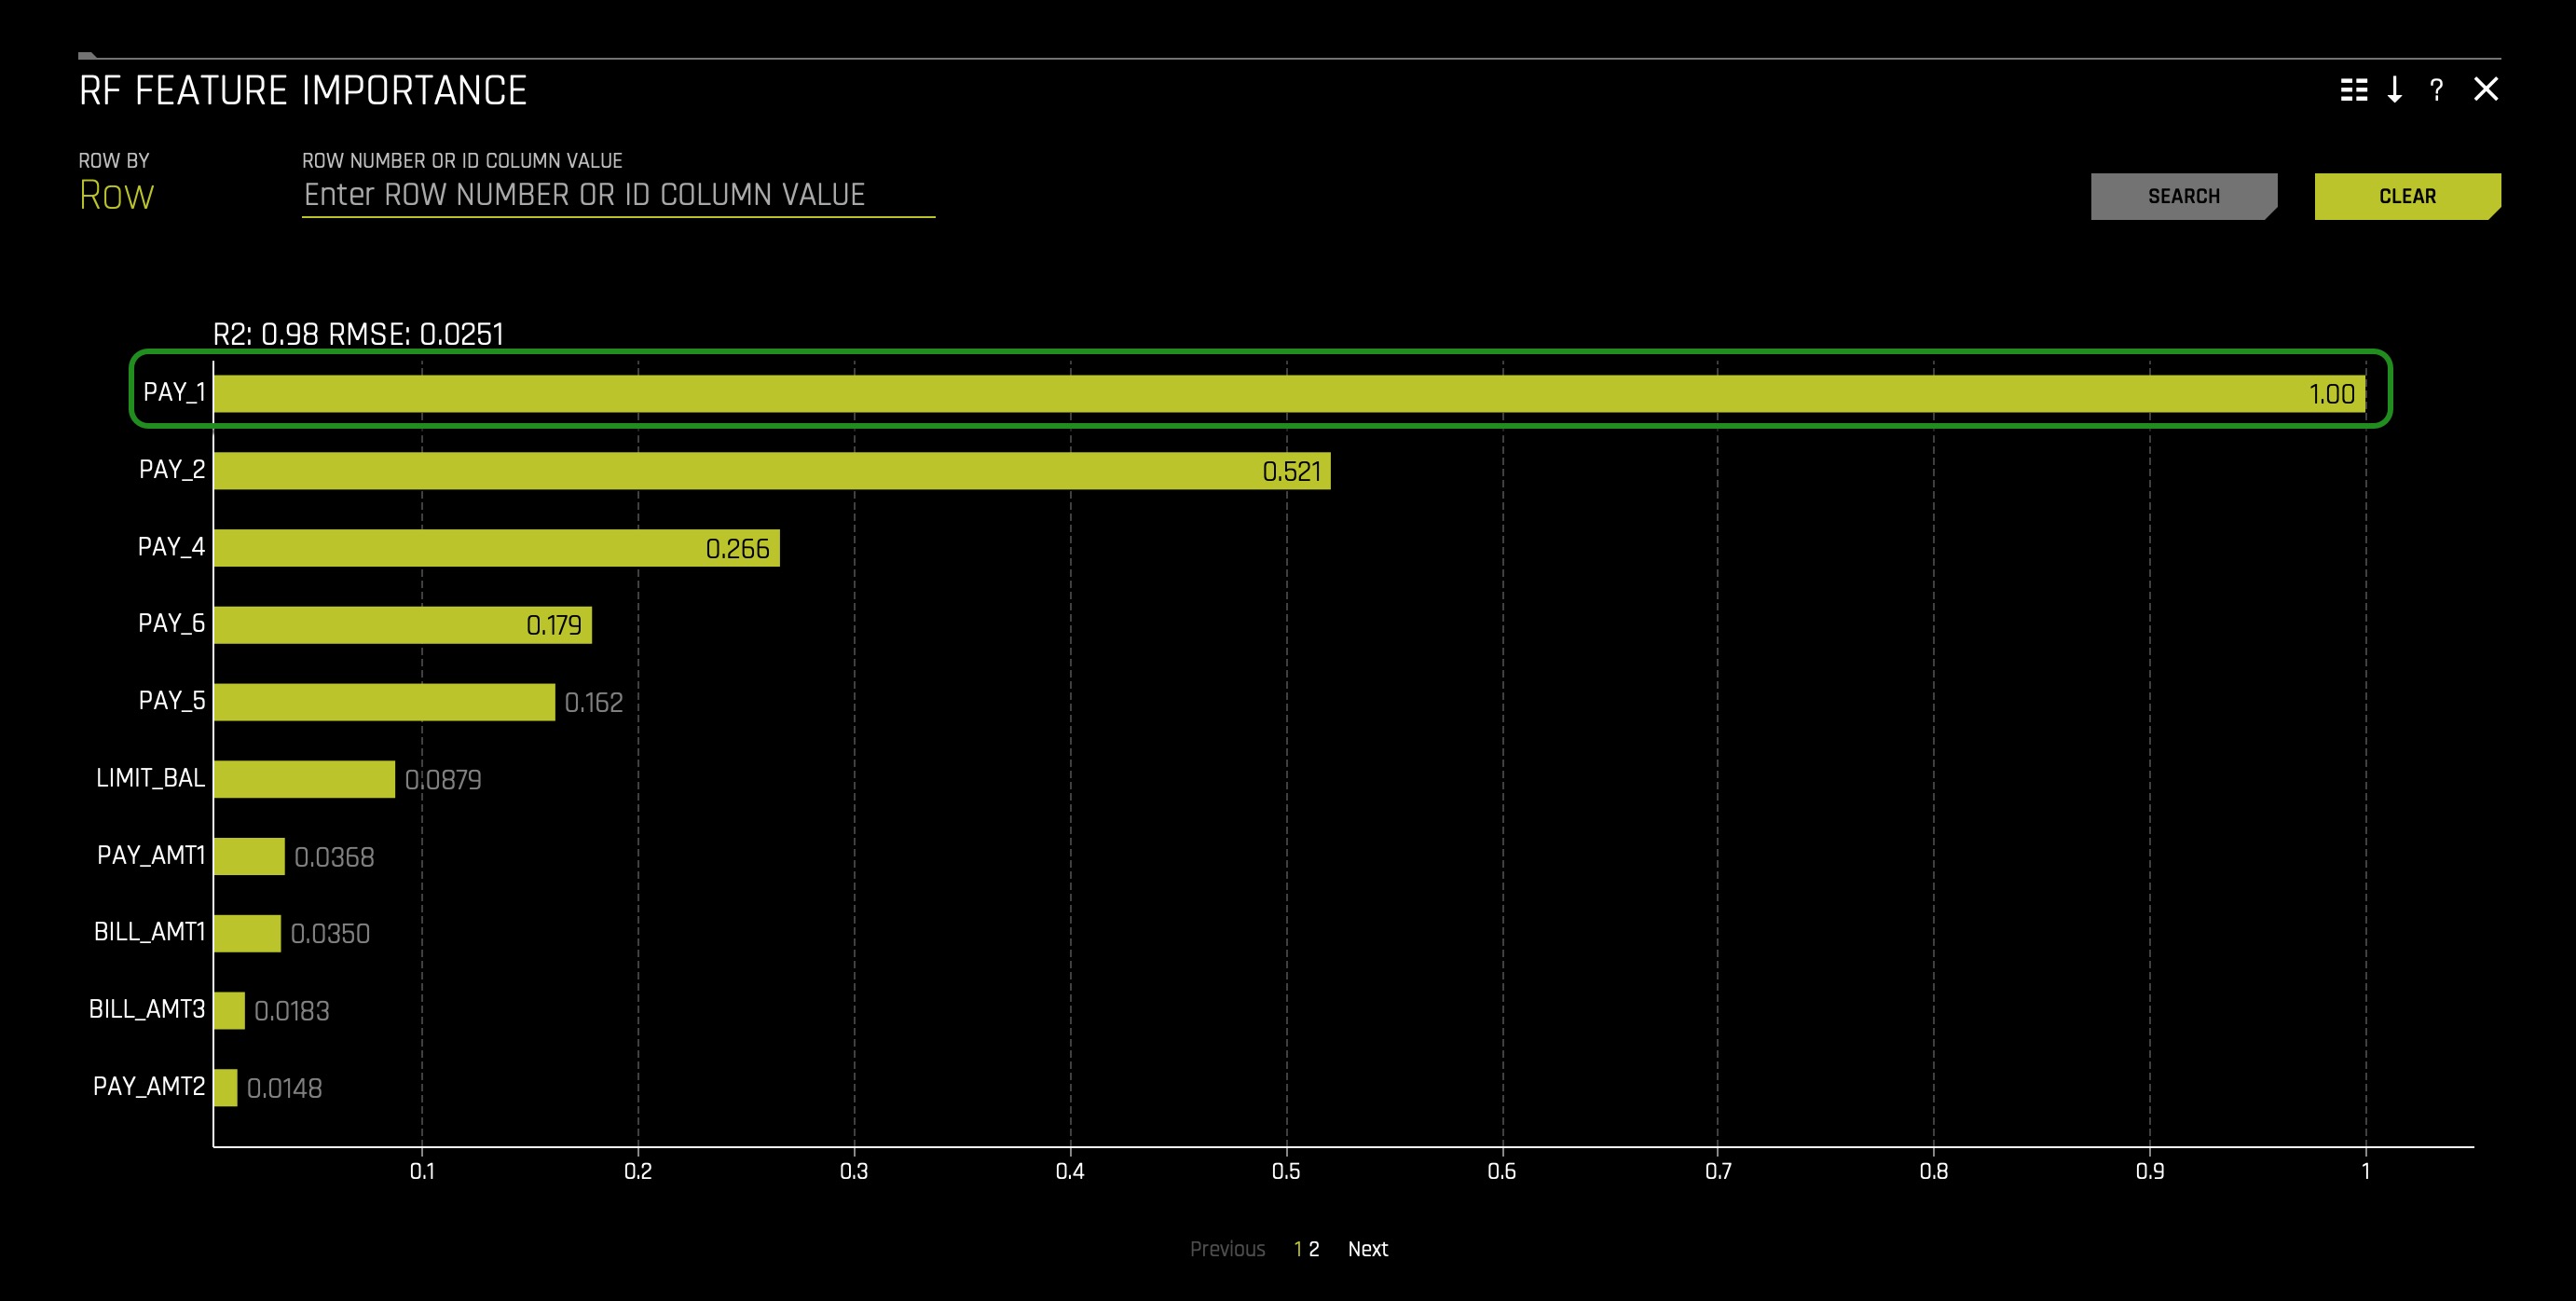 RF FEATURE IMPORTANCE
?
ROW BY
ROW NUMBER OR ID COLUMN VALUE
Row
Enter ROW NUMBER OR ID COLUMN VALUE
SEARCH
CLEAR
R2: 0.98 RMSE: 0.0251
PAY_1 1.00
PAY_2 0.521
PAY_4 0.266
PAY_6 0.179
PAY_5 0.162
LIMIT_BAL 0.0879
PAY_AMT1 0.0368
BILL_AMT1 0.0350
BILL_AMT3 0.0183
PAY_AMT2 0.0148
0.1 0.2 0.3 0.4 0.5 0.6 0.7 0.8 0.9 1
Previous 1 2 Next